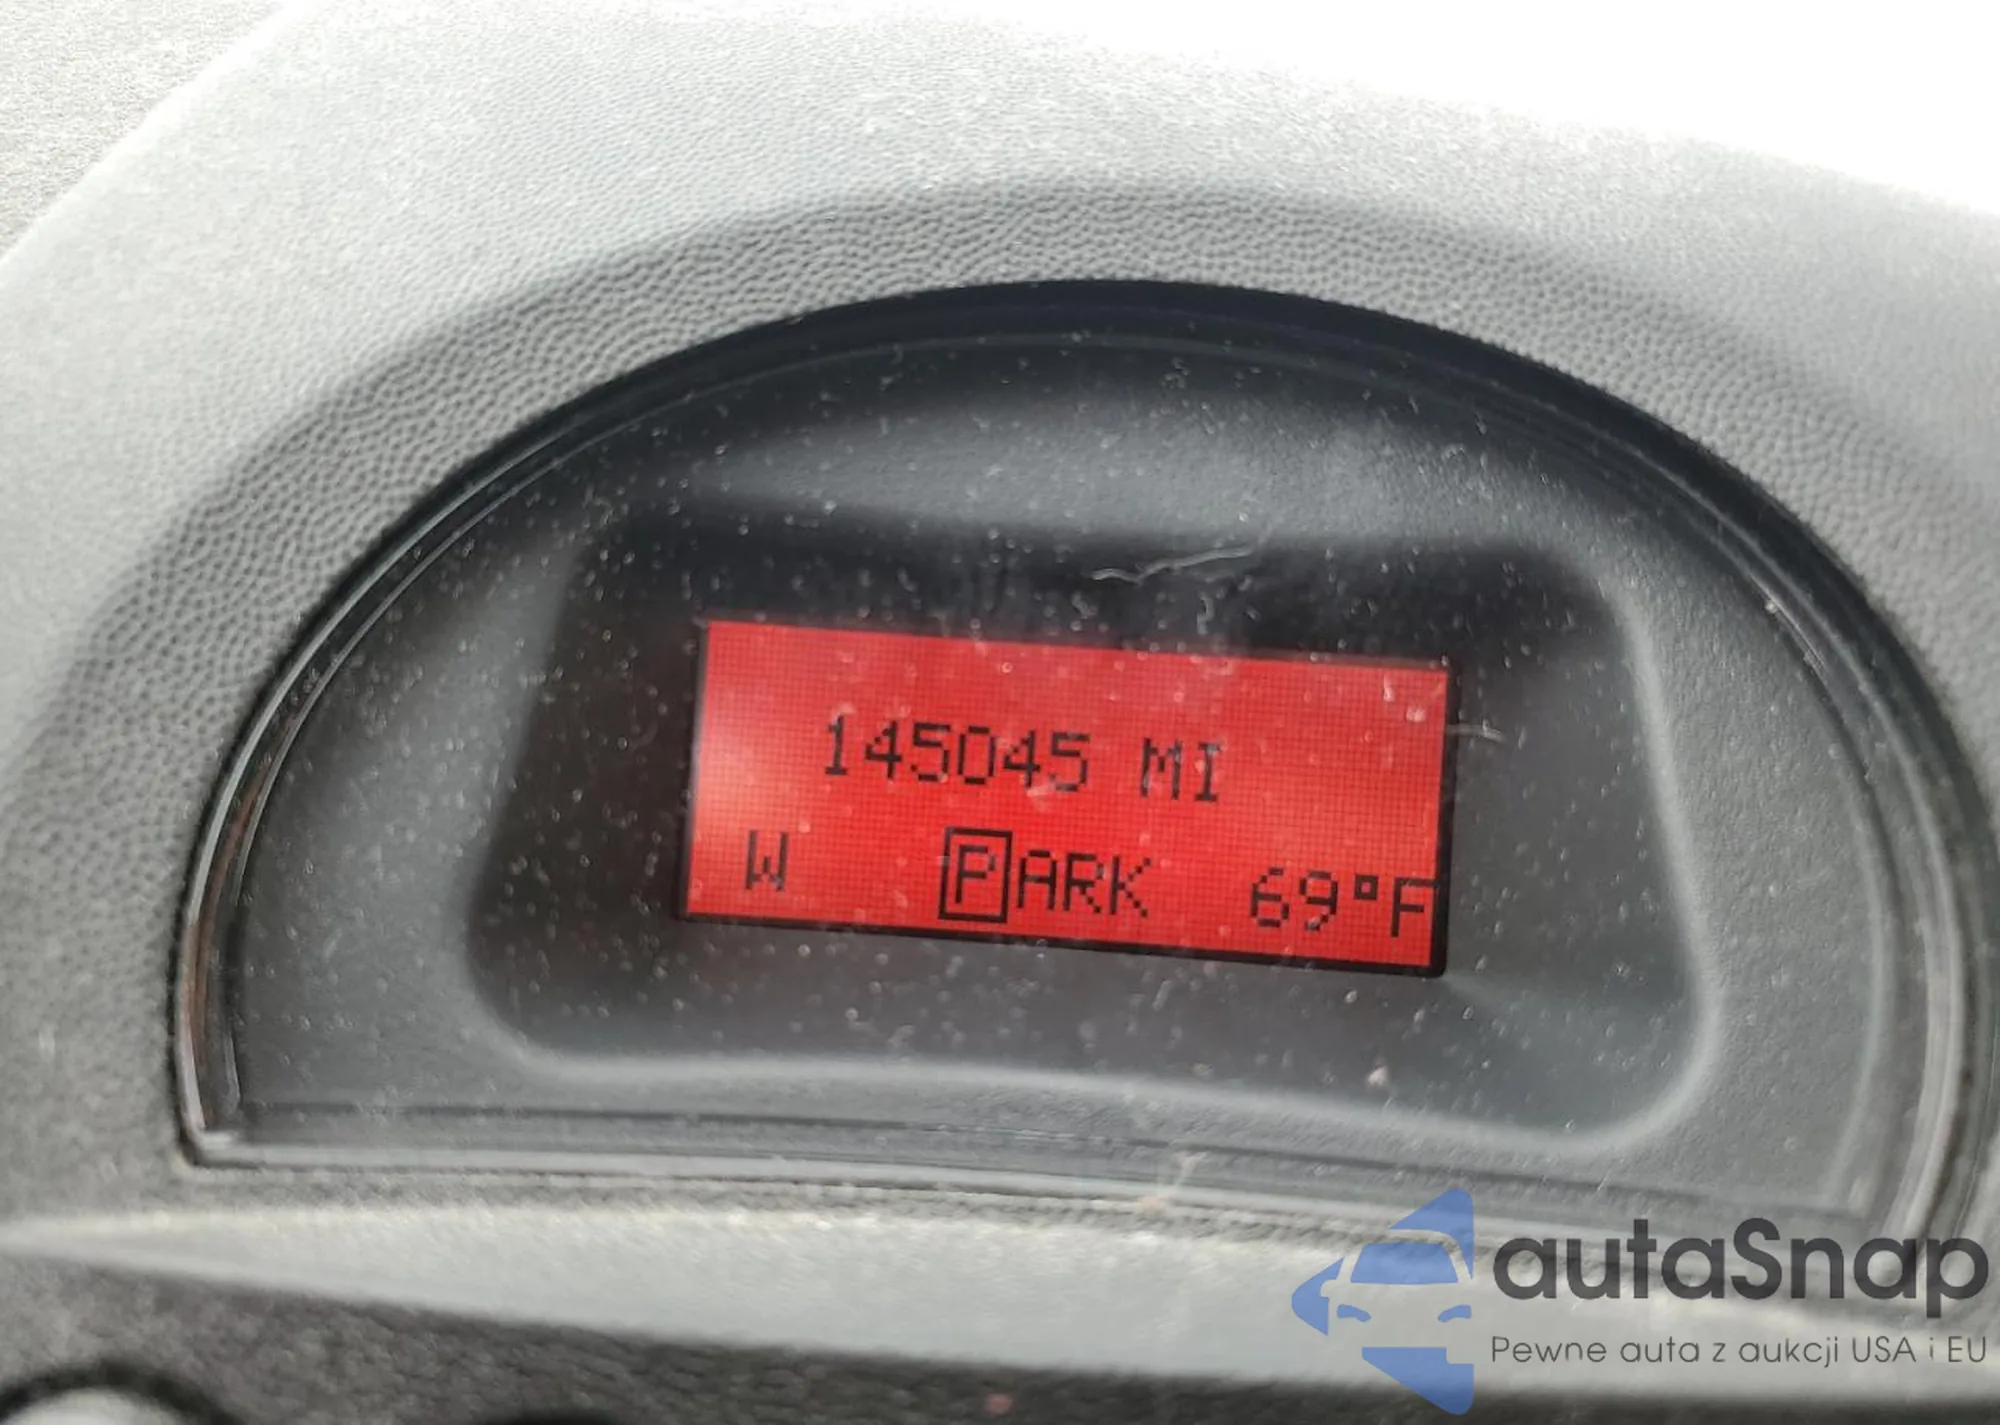 145045 MI
W PARK 69°F
autaSnap
Pewne auta z aukcji USA i EU